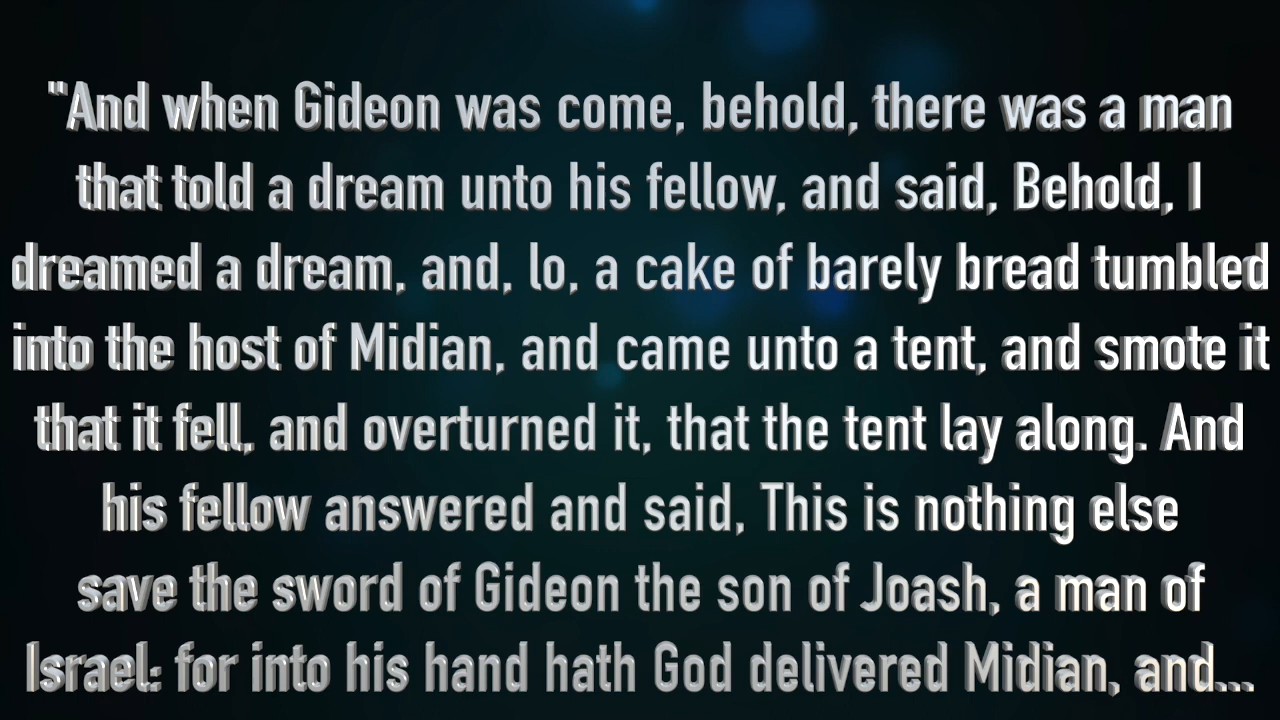 "And when Gideon was come, behold, there was a man
that told a dream unto his fellow, and said, Behold, I
dreamed a dream, and, lo, a cake of barely bread tumbled
into the host of Midian, and came unto a tent, and smote it
that it fell, and overturned it, that the tent lay along. And
his fellow answered and said, This is nothing else
save the sword of Gideon the son of Joash, a man of
Israel: for into his hand hath God delivered Midian, and...